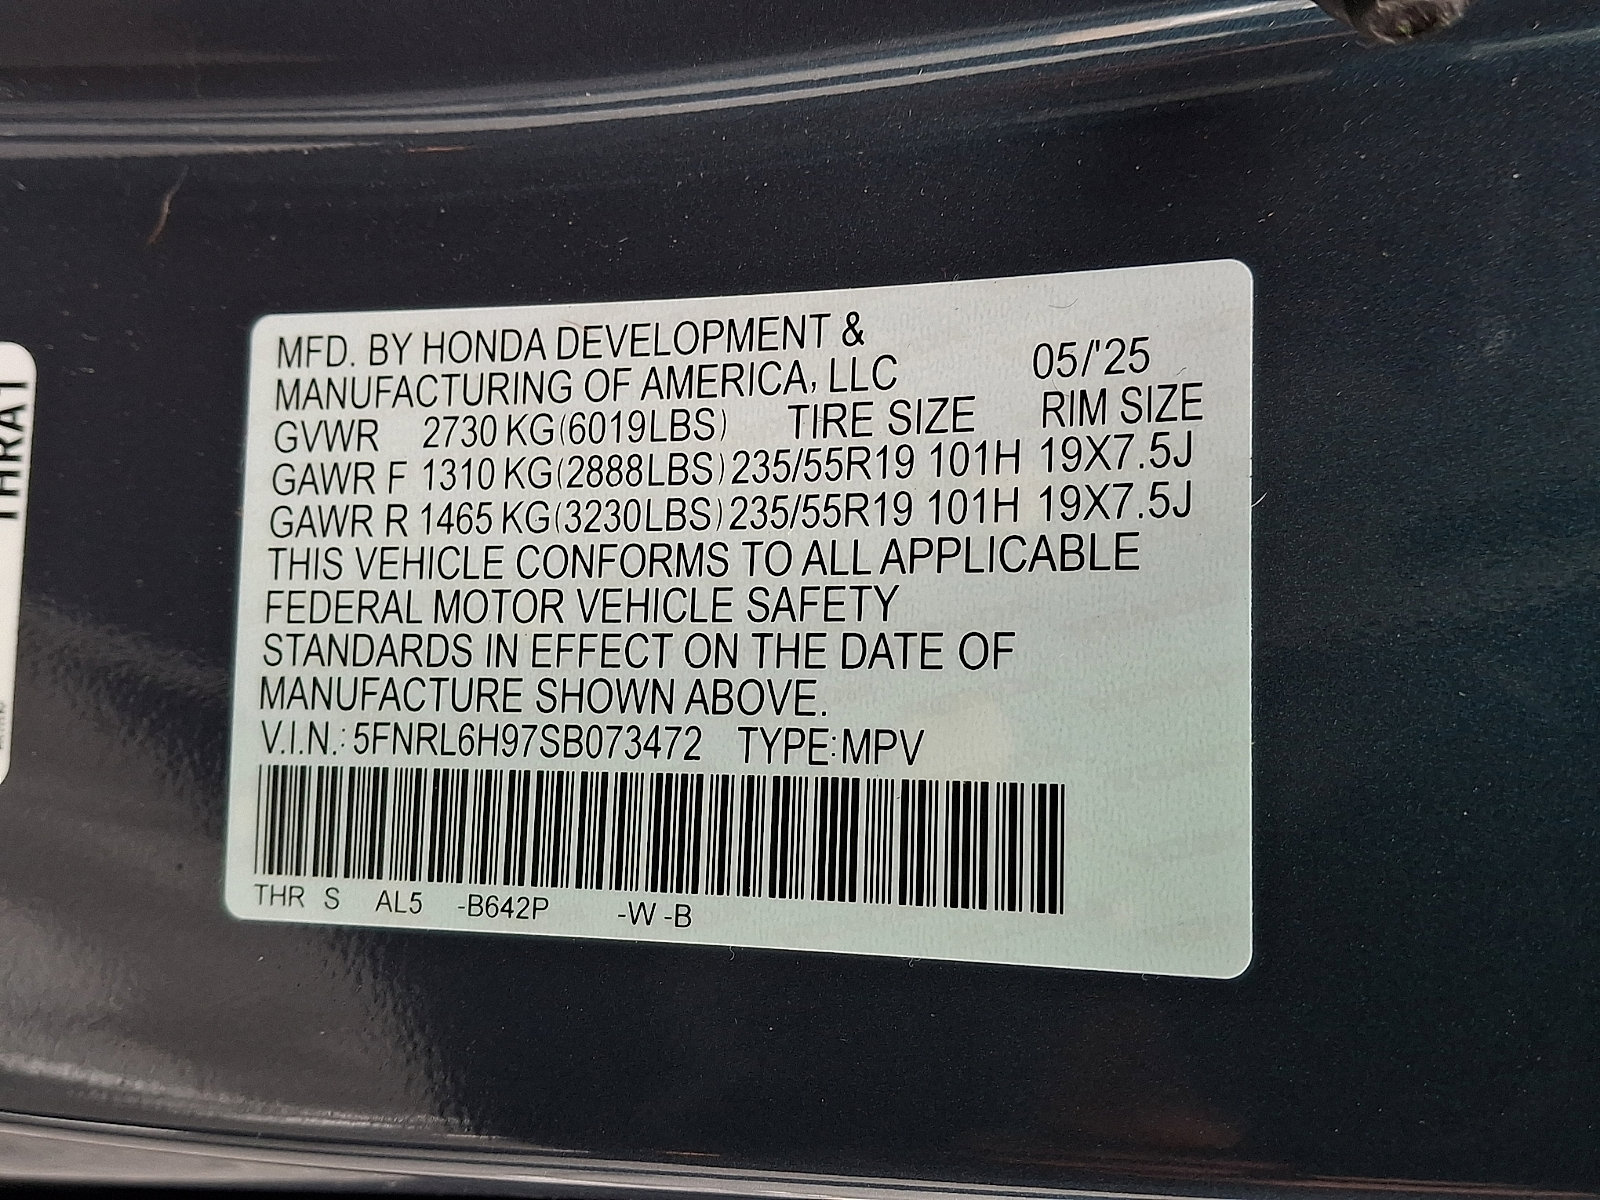 MFD. BY HONDA DEVELOPMENT &
MANUFACTURING OF AMERICA, LLC 05/'25
GVWR 2730 KG(6019LBS) TIRE SIZE RIM SIZE
GAWR F 1310 KG(2888LBS) 235/55R19 101H 19X7.5J
GAWR R 1465 KG(3230LBS) 235/55R19 101H 19X7.5J
THIS VEHICLE CONFORMS TO ALL APPLICABLE
FEDERAL MOTOR VEHICLE SAFETY
STANDARDS IN EFFECT ON THE DATE OF
MANUFACTURE SHOWN ABOVE.
V.I.N.: 5FNRL6H97SB073472 TYPE:MPV
THR S AL5 -B642P -W -B
THRA1